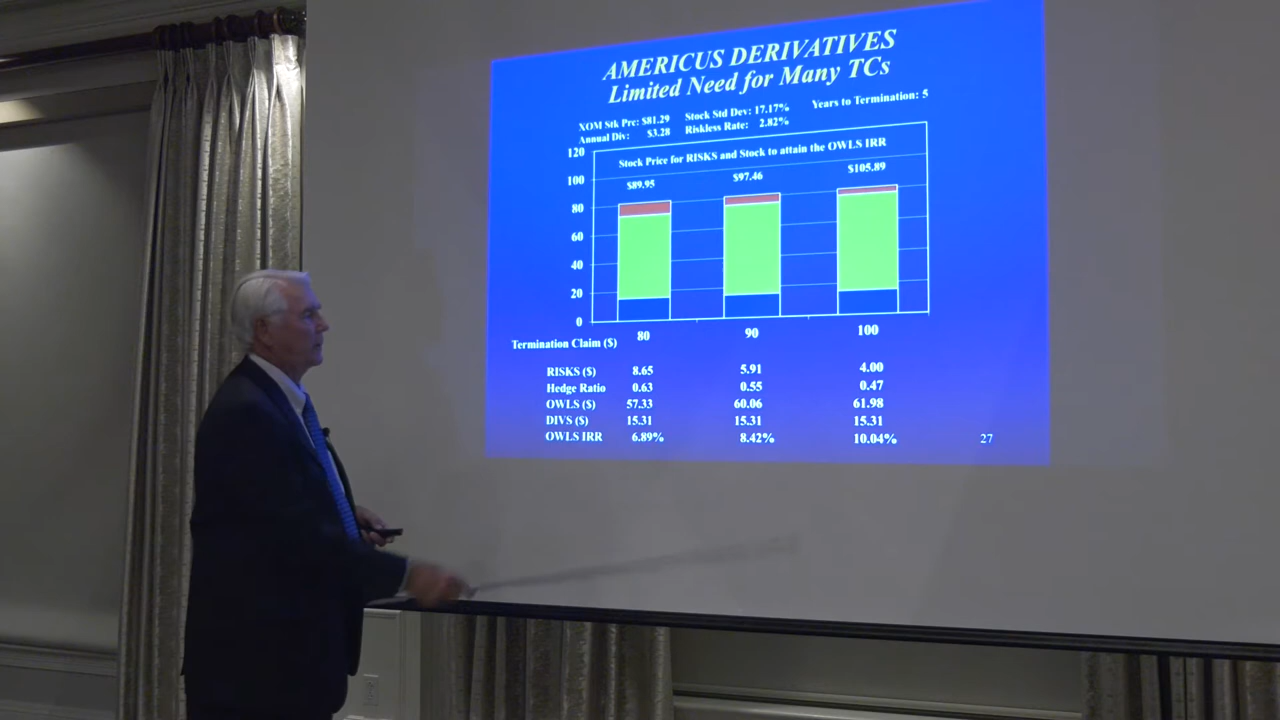 AMERICUS DERIVATIVES
Limited Need for Many TCs
XOM Stk Prc: $81.29 Stock Std Dev: 17.17% Years to Termination: 5
Annual Div: $3.28 Riskless Rate: 2.82%
Stock Price for RISKS and Stock to attain the OWLS IRR
$89.95 $97.46 $105.89
120
100
80
60
40
20
0
80 90 100
Termination Claim ($)
RISKS ($) 8.65 5.91 4.00
Hedge Ratio 0.63 0.55 0.47
OWLS ($) 57.33 60.06 61.98
DIVS ($) 15.31 15.31 15.31
OWLS IRR 6.89% 8.42% 10.04%
27